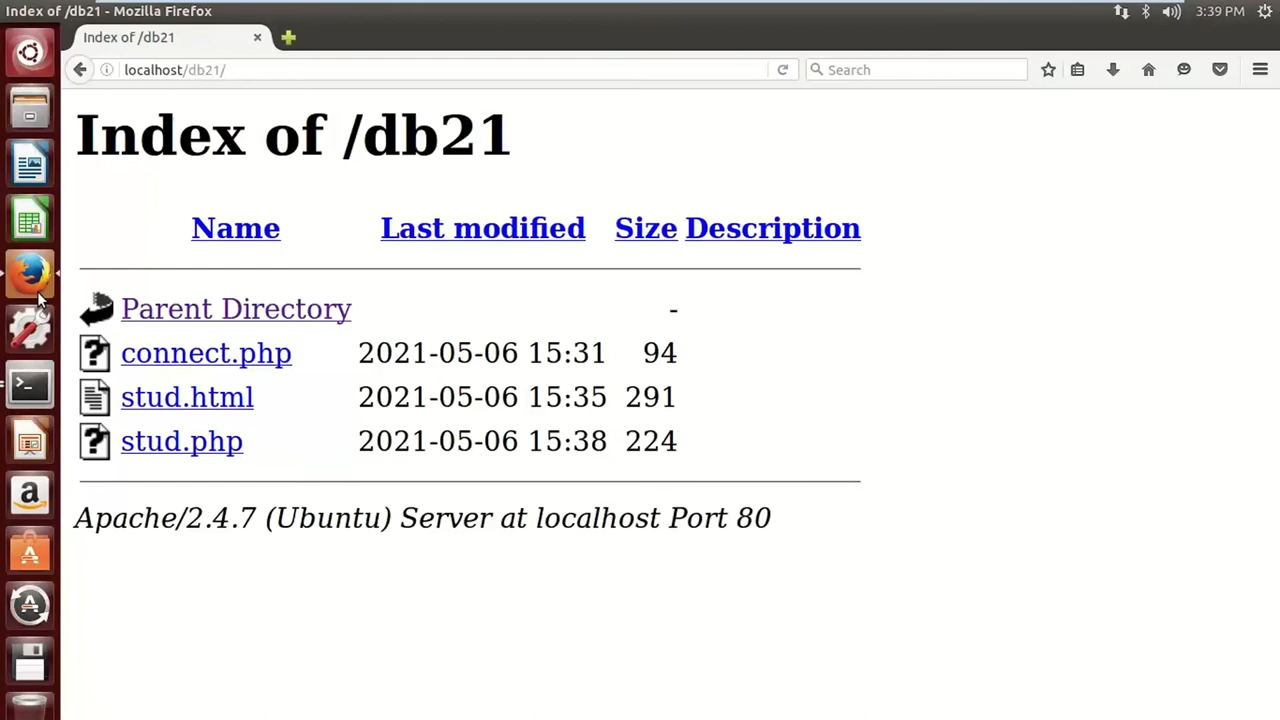 Index of /db21 - Mozilla Firefox
3:39 PM
Index of /db21
localhost/db21/
Search
Index of /db21
Name Last modified Size Description
Parent Directory -
connect.php 2021-05-06 15:31 94
stud.html 2021-05-06 15:35 291
stud.php 2021-05-06 15:38 224
Apache/2.4.7 (Ubuntu) Server at localhost Port 80